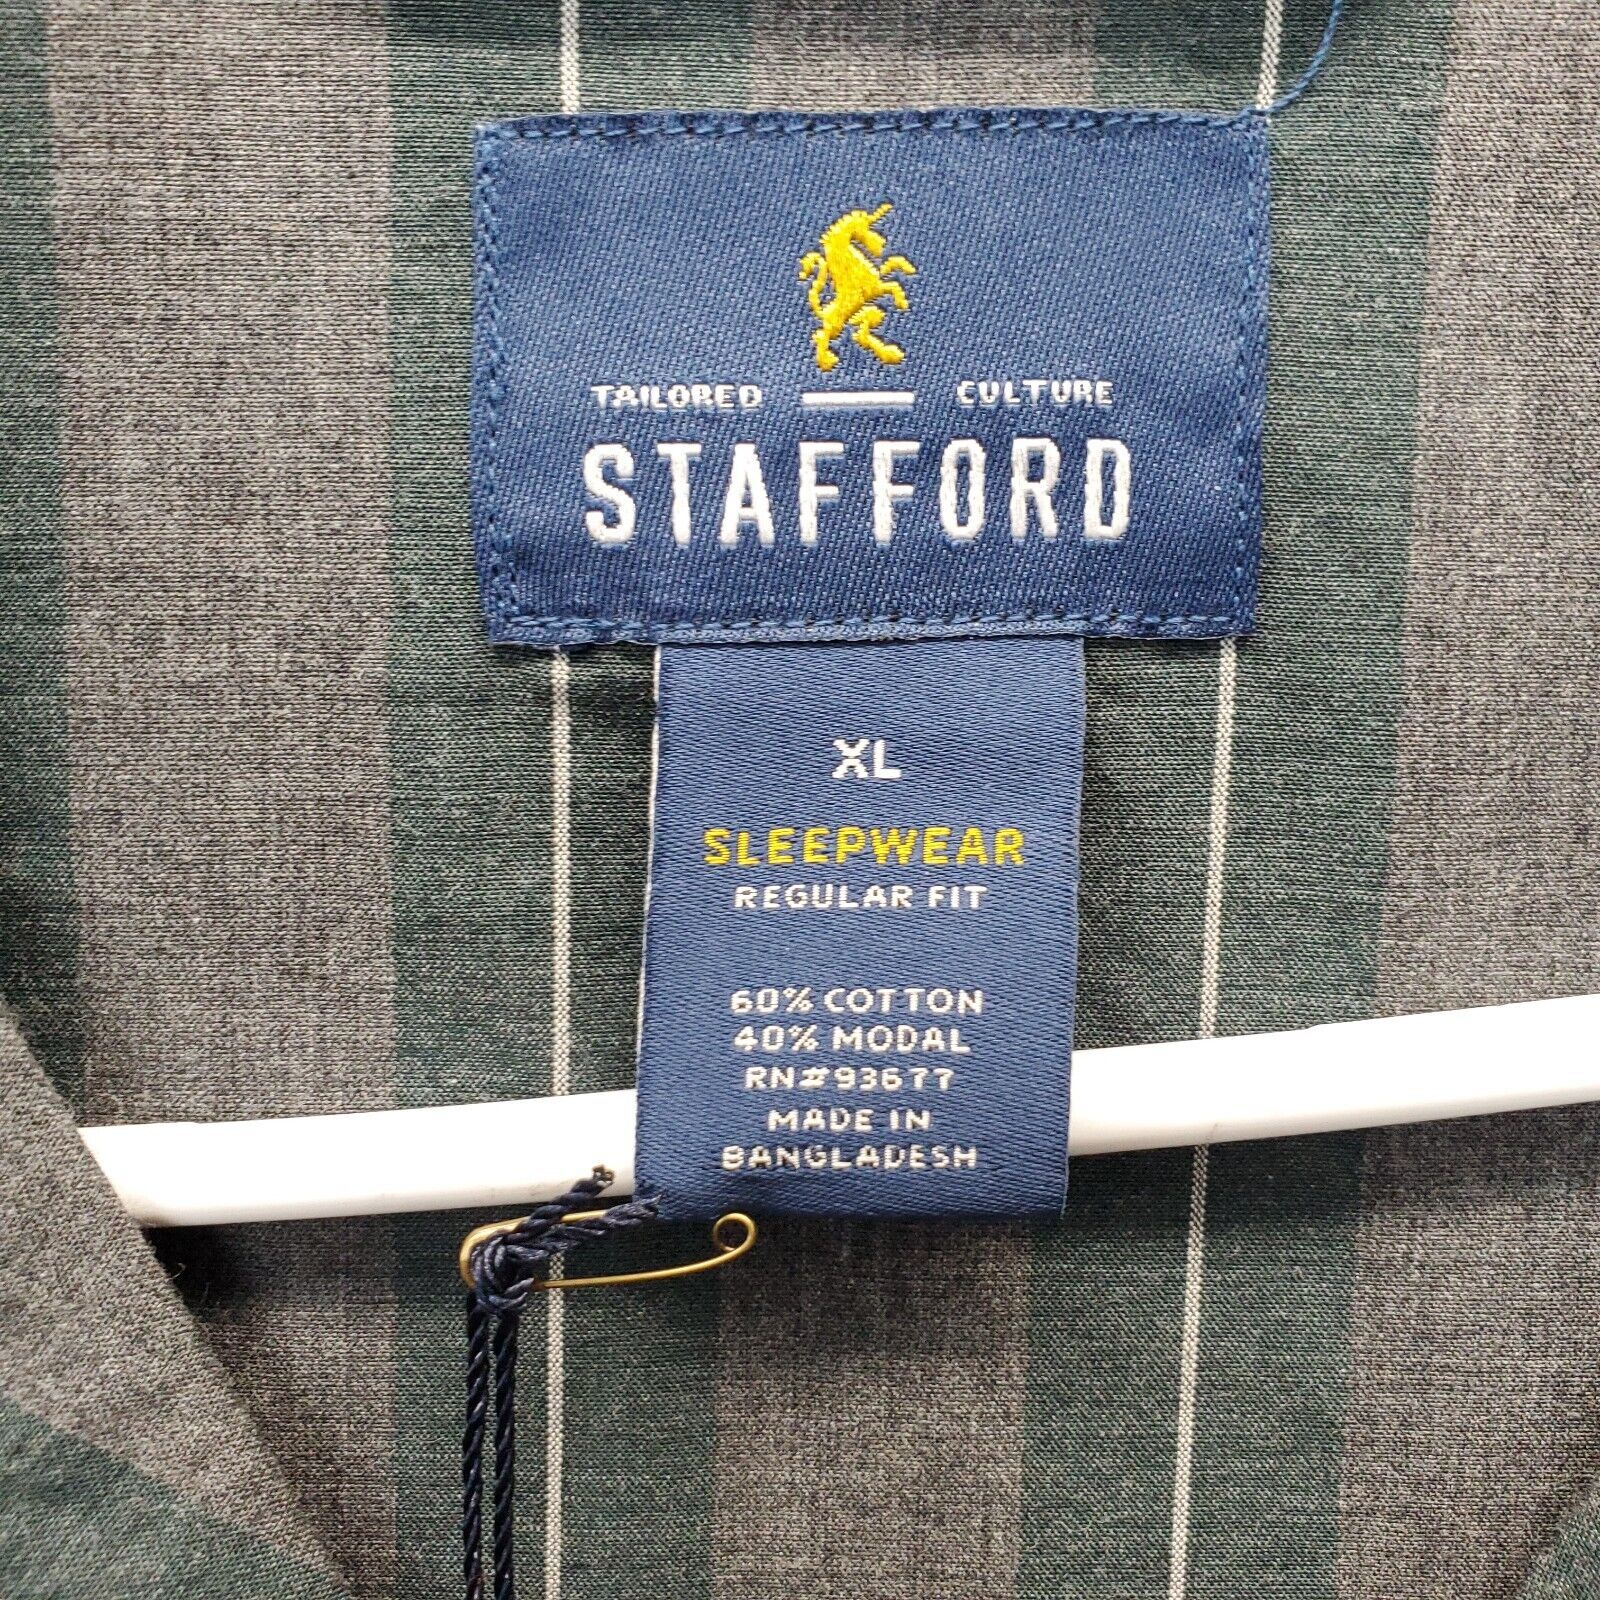 TAILORED CULTURE
STAFFORD
XL
SLEEPWEAR
REGULAR FIT
60% COTTON
40% MODAL
RN#93677
MADE IN
BANGLADESH